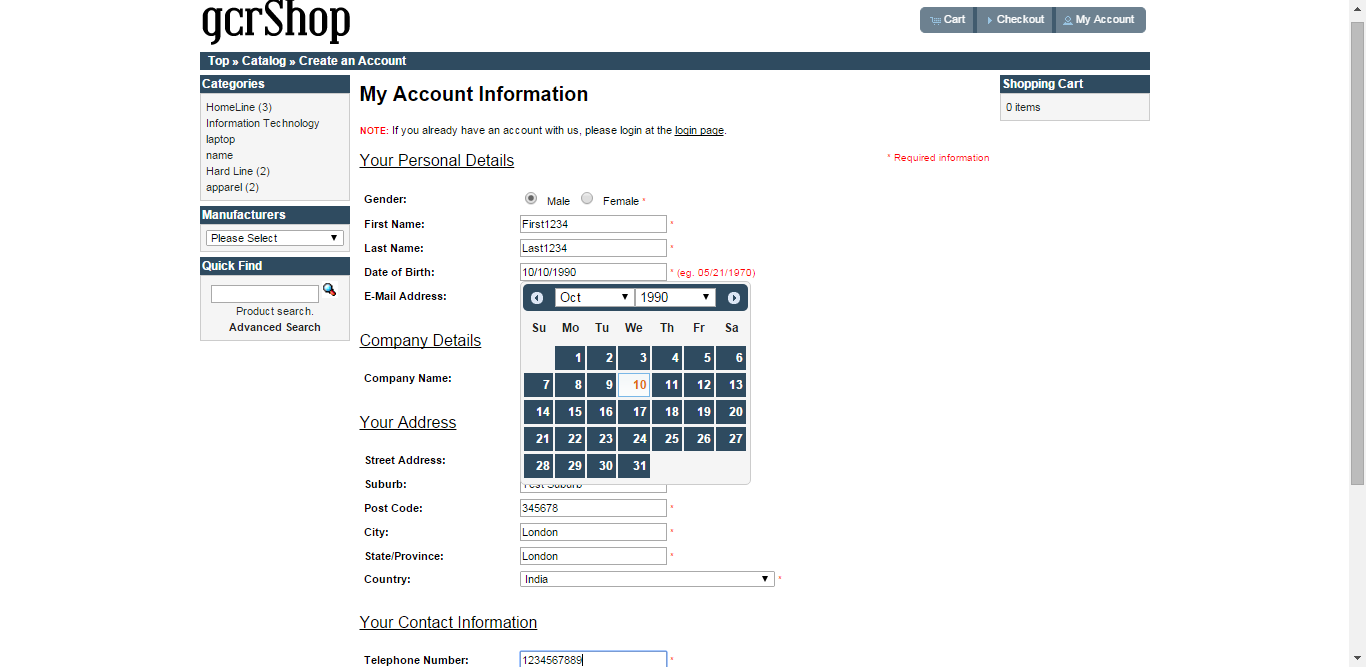 gcrShop
Cart Checkout My Account
Top » Catalog » Create an Account
Categories
HomeLine (3)
Information Technology
laptop
name
Hard Line (2)
apparel (2)
Manufacturers
Please Select
Quick Find
Product search.
Advanced Search
My Account Information
NOTE: If you already have an account with us, please login at the login page.
Your Personal Details
* Required information
Gender: Male Female *
First Name: First1234 *
Last Name: Last1234 *
Date of Birth: 10/10/1990 * (eg. 05/21/1970)
E-Mail Address:
Oct 1990
Su Mo Tu We Th Fr Sa
1 2 3 4 5 6
7 8 9 10 11 12 13
14 15 16 17 18 19 20
21 22 23 24 25 26 27
28 29 30 31
Company Details
Company Name:
Your Address
Street Address:
Suburb: Test Suburb
Post Code: 345678 *
City: London *
State/Province: London *
Country: India *
Your Contact Information
Telephone Number: 1234567889 *
Shopping Cart
0 items